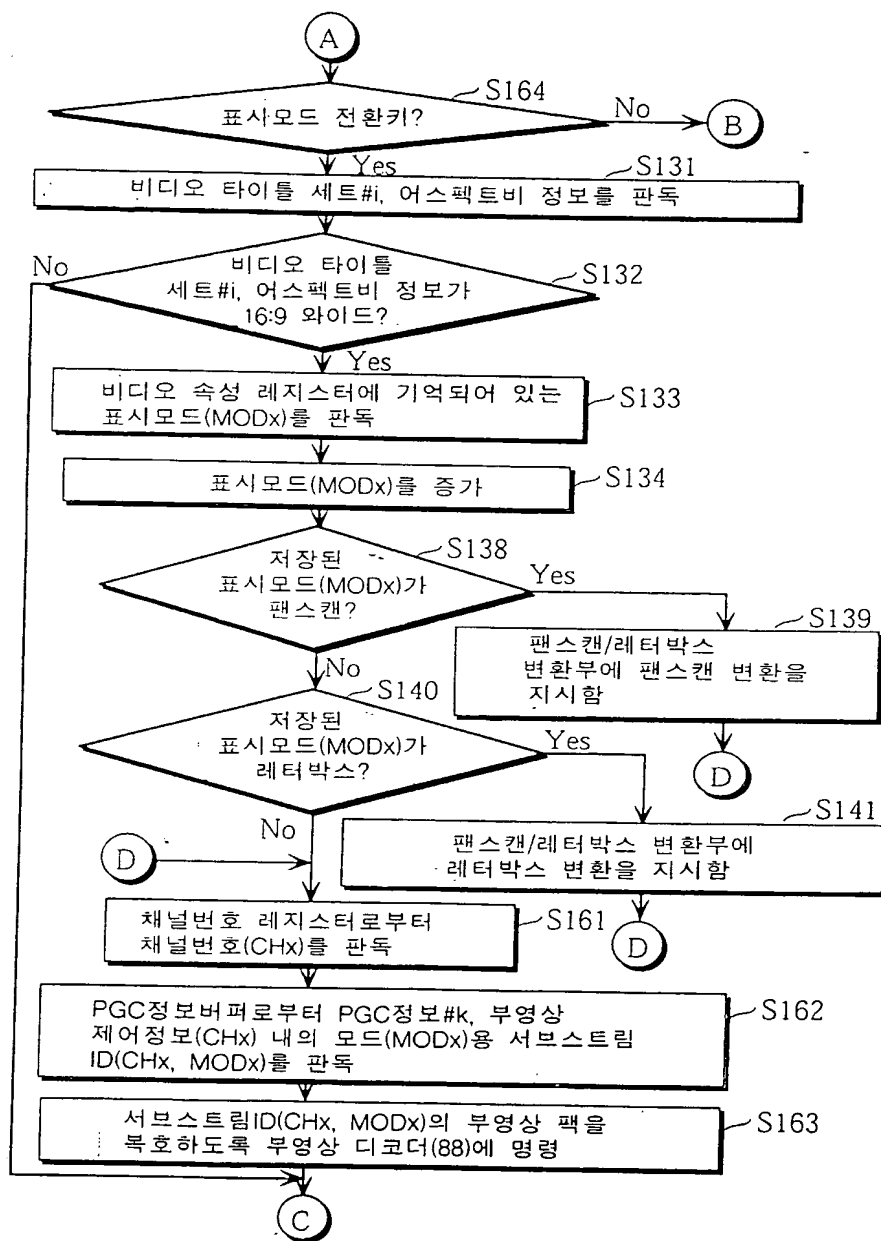 A
S164
표시모드 전환키?
No
B
Yes
S131
비디오 타이틀 세트#i, 어스펙트비 정보를 판독
No
비디오 타이틀
세트#i, 어스펙트비 정보가
16:9 와이드?
S132
Yes
비디오 속성 레지스터에 기억되어 있는
표시모드(MODx)를 판독
S133
표시모드(MODx)를 증가
S134
저장된
표시모드(MODx)가
팬스캔?
S138
Yes
S139
팬스캔/레터박스
변환부에 팬스캔 변환을
지시함
D
No
S140
저장된
표시모드(MODx)가
레터박스?
Yes
S141
팬스캔/레터박스 변환부에
레터박스 변환을 지시함
D
No
D
채널번호 레지스터로부터
채널번호(CHx)를 판독
S161
PGC정보버퍼로부터 PGC정보#k, 부영상
제어정보(CHx) 내의 모드(MODx)용 서브스트림
ID(CHx, MODx)를 판독
S162
서브스트림ID(CHx, MODx)의 부영상 팩을
복호하도록 부영상 디코더(88)에 명령
S163
C